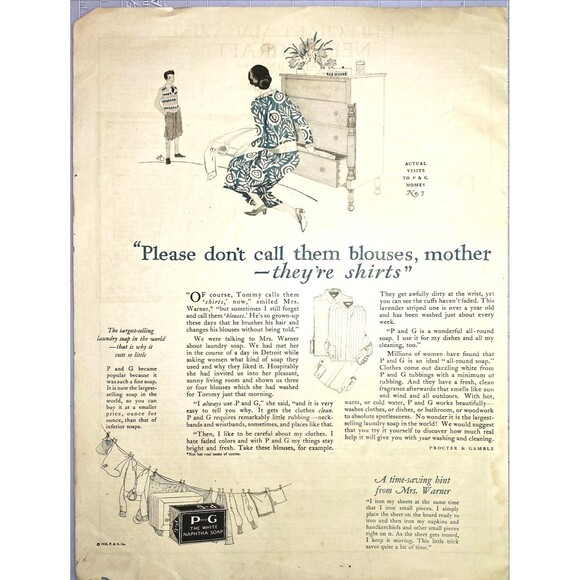 ACTUAL
VISITS
TO P & G
HOMES
No. 7
"Please don't call them blouses, mother
—they're shirts"
The largest-selling
laundry soap in the world
—that is why it
costs so little
P and G became
popular because it
was such a fine soap.
It is now the largest-
selling soap in the
world, so you can
buy it at a smaller
price, ounce for
ounce, than that of
inferior soaps.
"OF course, Tommy calls them
'shirts,' now," smiled Mrs.
Warner,* "but sometimes I still forget
and call them 'blouses.' He's so grown-up
these days that he brushes his hair and
changes his blouses without being told."
We were talking to Mrs. Warner
about laundry soap. We had met her
in the course of a day in Detroit while
asking women what kind of soap they
used and why they liked it. Hospitably
she had invited us into her pleasant,
sunny living room and shown us three
or four blouses which she had washed
for Tommy just that morning.
"I always use P and G," she said, "and it is very
easy to tell you why. It gets the clothes clean.
P and G requires remarkably little rubbing—neck-
bands and wristbands, sometimes, and places like that.
"Then, I like to be careful about my clothes. I
hate faded colors and with P and G my things stay
bright and fresh. Take these blouses, for example.
*Not her real name of course.
They get awfully dirty at the wrist, yet
you can see the cuffs haven't faded. This
lavender striped one is over a year old
and has been washed just about every
week.
"P and G is a wonderful all-round
soap. I use it for my dishes and all my
cleaning, too."
Millions of women have found that
P and G is an ideal "all-round soap."
Clothes come out dazzling white from
P and G tubbings with a minimum of
rubbing. And they have a fresh, clean
fragrance afterwards that smells like sun
and wind and all outdoors. With hot,
warm, or cold water, P and G works beautifully—
washes clothes, or dishes, or bathroom, or woodwork
to absolute spotlessness. No wonder it is the largest-
selling laundry soap in the world! We would suggest
that you try it yourself to discover how much real
help it will give you with your washing and cleaning.
PROCTER & GAMBLE
A time-saving hint
from Mrs. Warner
"I iron my sheets at the same time
that I iron small pieces. I simply
place the sheet on the board ready to
iron and then iron my napkins and
handkerchiefs and other small pieces
right on it. As the sheet gets ironed,
I keep it moving. This little trick
saves quite a bit of time."
P AND G
THE WHITE
NAPHTHA SOAP